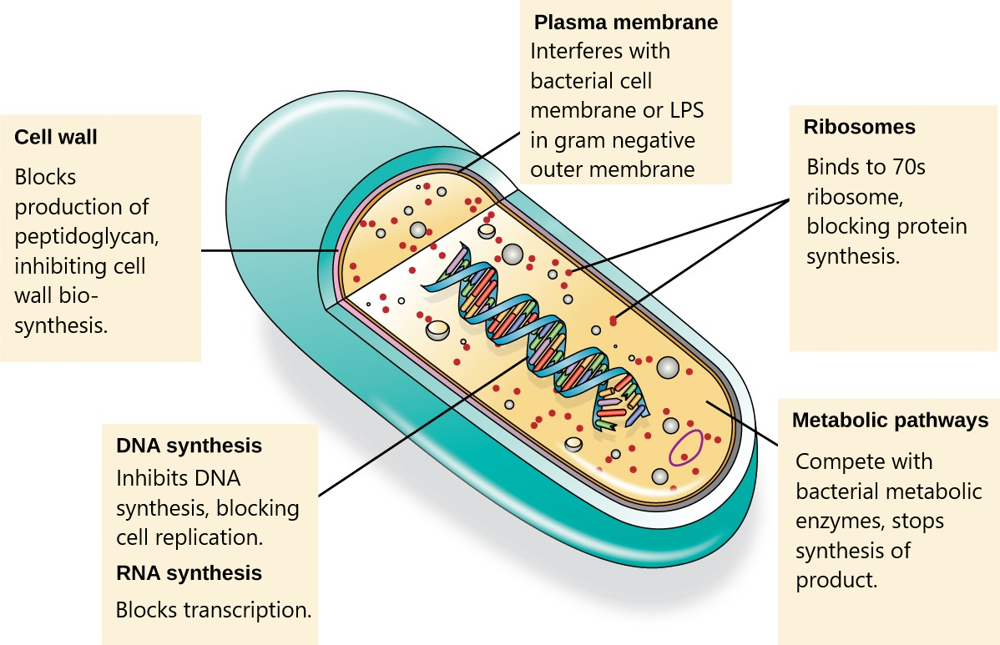 Plasma membrane
Interferes with
bacterial cell
membrane or LPS
in gram negative
outer membrane
Cell wall
Blocks
production of
peptidoglycan,
inhibiting cell
wall bio-
synthesis.
Ribosomes
Binds to 70s
ribosome,
blocking protein
synthesis.
DNA synthesis
Inhibits DNA
synthesis, blocking
cell replication.
RNA synthesis
Blocks transcription.
Metabolic pathways
Compete with
bacterial metabolic
enzymes, stops
synthesis of
product.